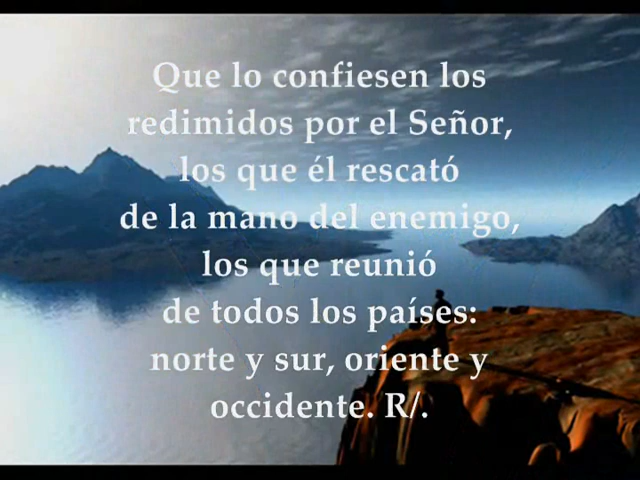 Que lo confiesen los
redimidos por el Señor,
los que él rescató
de la mano del enemigo,
los que reunió
de todos los países:
norte y sur, oriente y
occidente. R/.